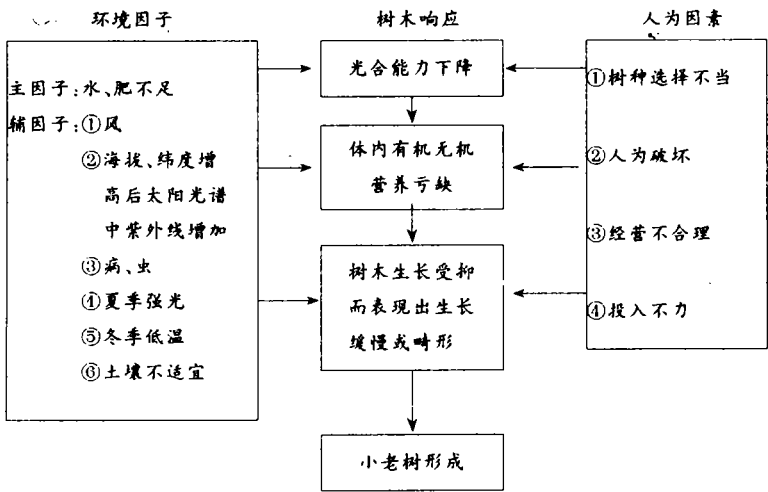 环境因子
树木响应
人为因素
主因子:水、肥不足
辅因子:①风
②海拔、纬度增
高后太阳光谱
中紫外线增加
③病、虫
④夏季强光
⑤冬季低温
⑥土壤不适宜
光合能力下降
体内有机无机
营养亏缺
树木生长受抑
而表现出生长
缓慢或畸形
小老树形成
①树种选择不当
②人为破坏
③经营不合理
④投入不力